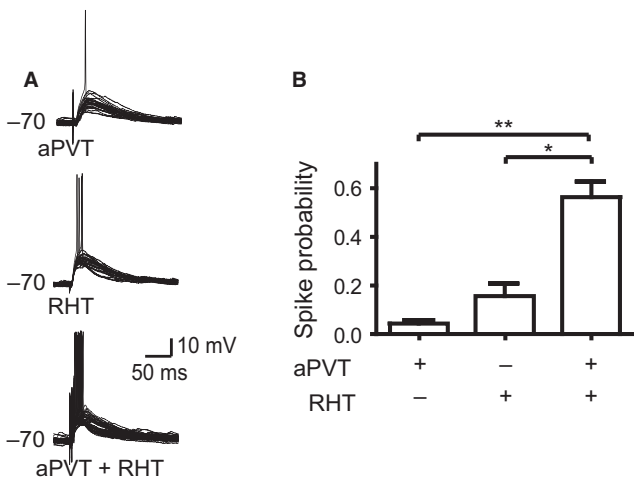 A
–70
aPVT
–70
RHT
10 mV
50 ms
–70
aPVT + RHT
B
**
*
Spike probability
0.6
0.4
0.2
0.0
aPVT + – +
RHT – + +